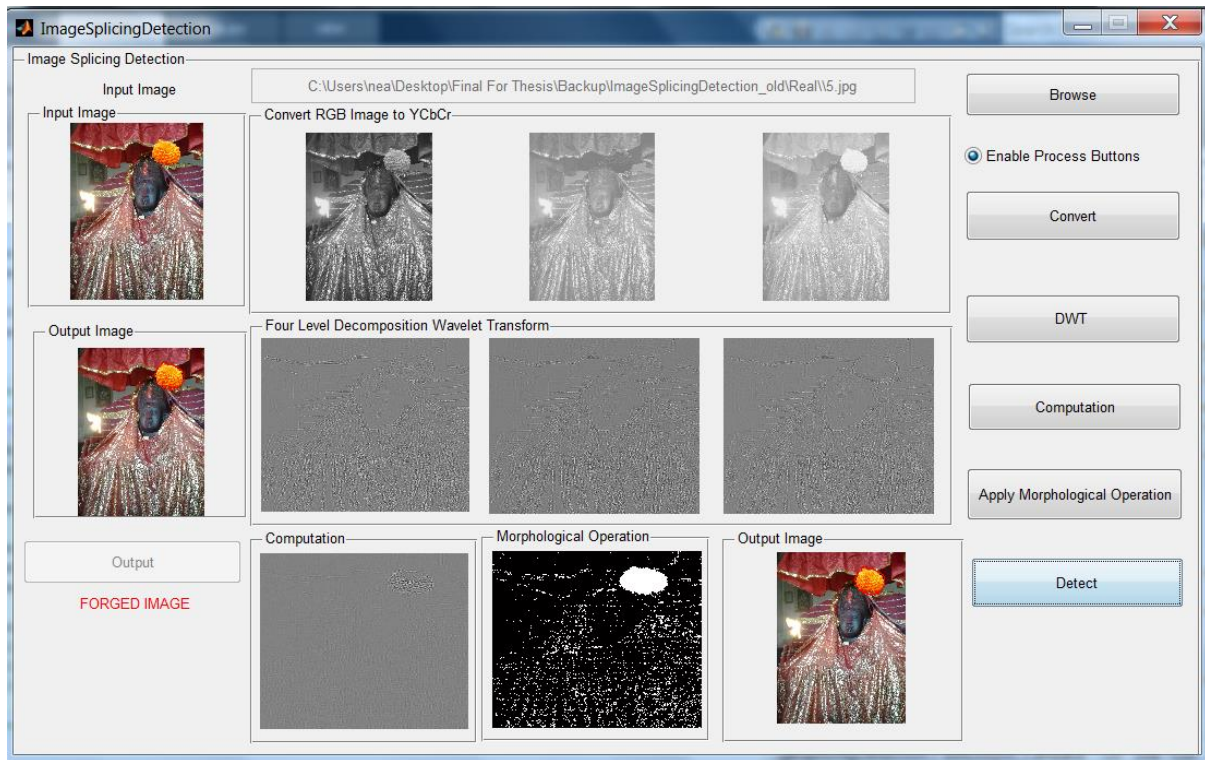 ImageSplicingDetection
Image Splicing Detection
Input Image
C:\Users\nea\Desktop\Final For Thesis\Backup\ImageSplicingDetection_old\Real\\5.jpg
Browse
Input Image
Convert RGB Image to YCbCr
Enable Process Buttons
Convert
Output Image
Four Level Decomposition Wavelet Transform
DWT
Computation
Apply Morphological Operation
Computation
Morphological Operation
Output Image
Output
FORGED IMAGE
Detect